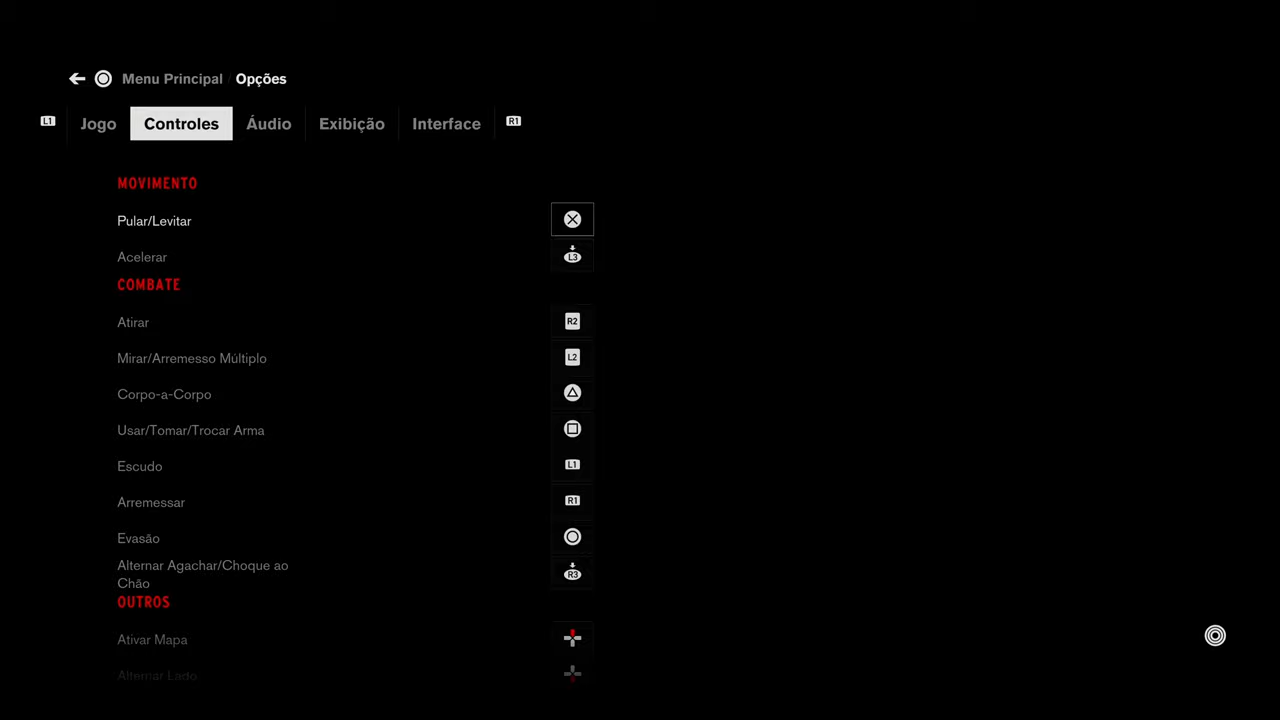 Menu Principal / Opções
L1 Jogo Controles Áudio Exibição Interface R1
MOVIMENTO
Pular/Levitar
Acelerar L3
COMBATE
Atirar R2
Mirar/Arremesso Múltiplo L2
Corpo-a-Corpo
Usar/Tomar/Trocar Arma
Escudo L1
Arremessar R1
Evasão
Alternar Agachar/Choque ao
Chão R3
OUTROS
Ativar Mapa
Alternar Lado